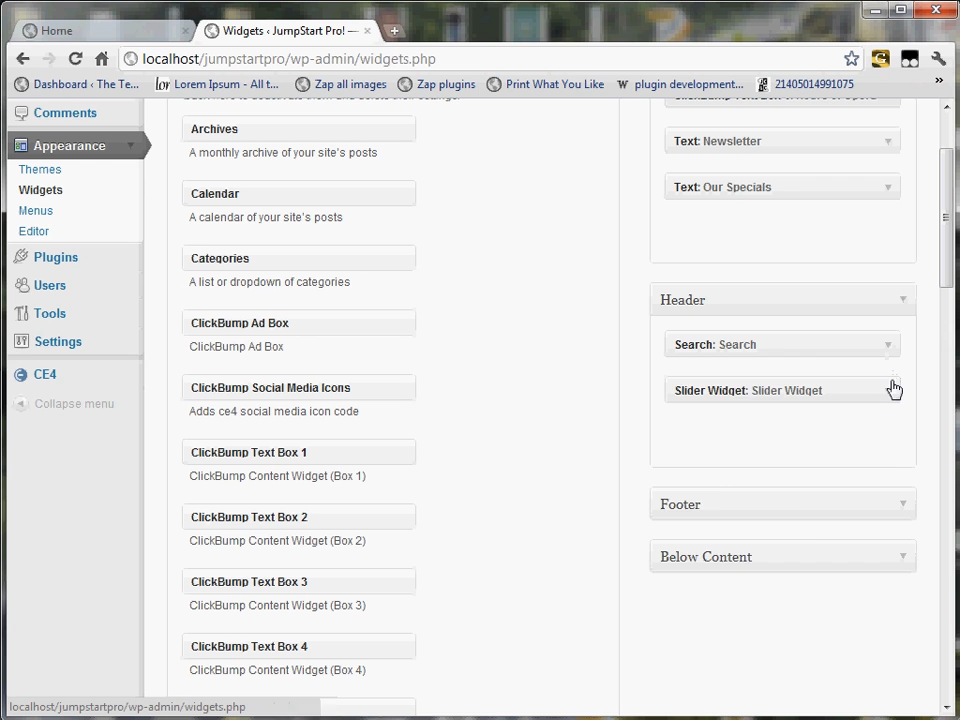 Home
Widgets ‹ JumpStart Pro! —
localhost/jumpstartpro/wp-admin/widgets.php
Dashboard ‹ The Te...
lor Lorem Ipsum - All t...
Zap all images
Zap plugins
Print What You Like
W plugin development...
21405014991075
»
Comments
Appearance
Themes
Widgets
Menus
Editor
Plugins
Users
Tools
Settings
CE4
Collapse menu
Archives
A monthly archive of your site's posts
Calendar
A calendar of your site's posts
Categories
A list or dropdown of categories
ClickBump Ad Box
ClickBump Ad Box
ClickBump Social Media Icons
Adds ce4 social media icon code
ClickBump Text Box 1
ClickBump Content Widget (Box 1)
ClickBump Text Box 2
ClickBump Content Widget (Box 2)
ClickBump Text Box 3
ClickBump Content Widget (Box 3)
ClickBump Text Box 4
ClickBump Content Widget (Box 4)
Text: Newsletter
Text: Our Specials
Header
Search: Search
Slider Widget: Slider Widget
Footer
Below Content
localhost/jumpstartpro/wp-admin/widgets.php